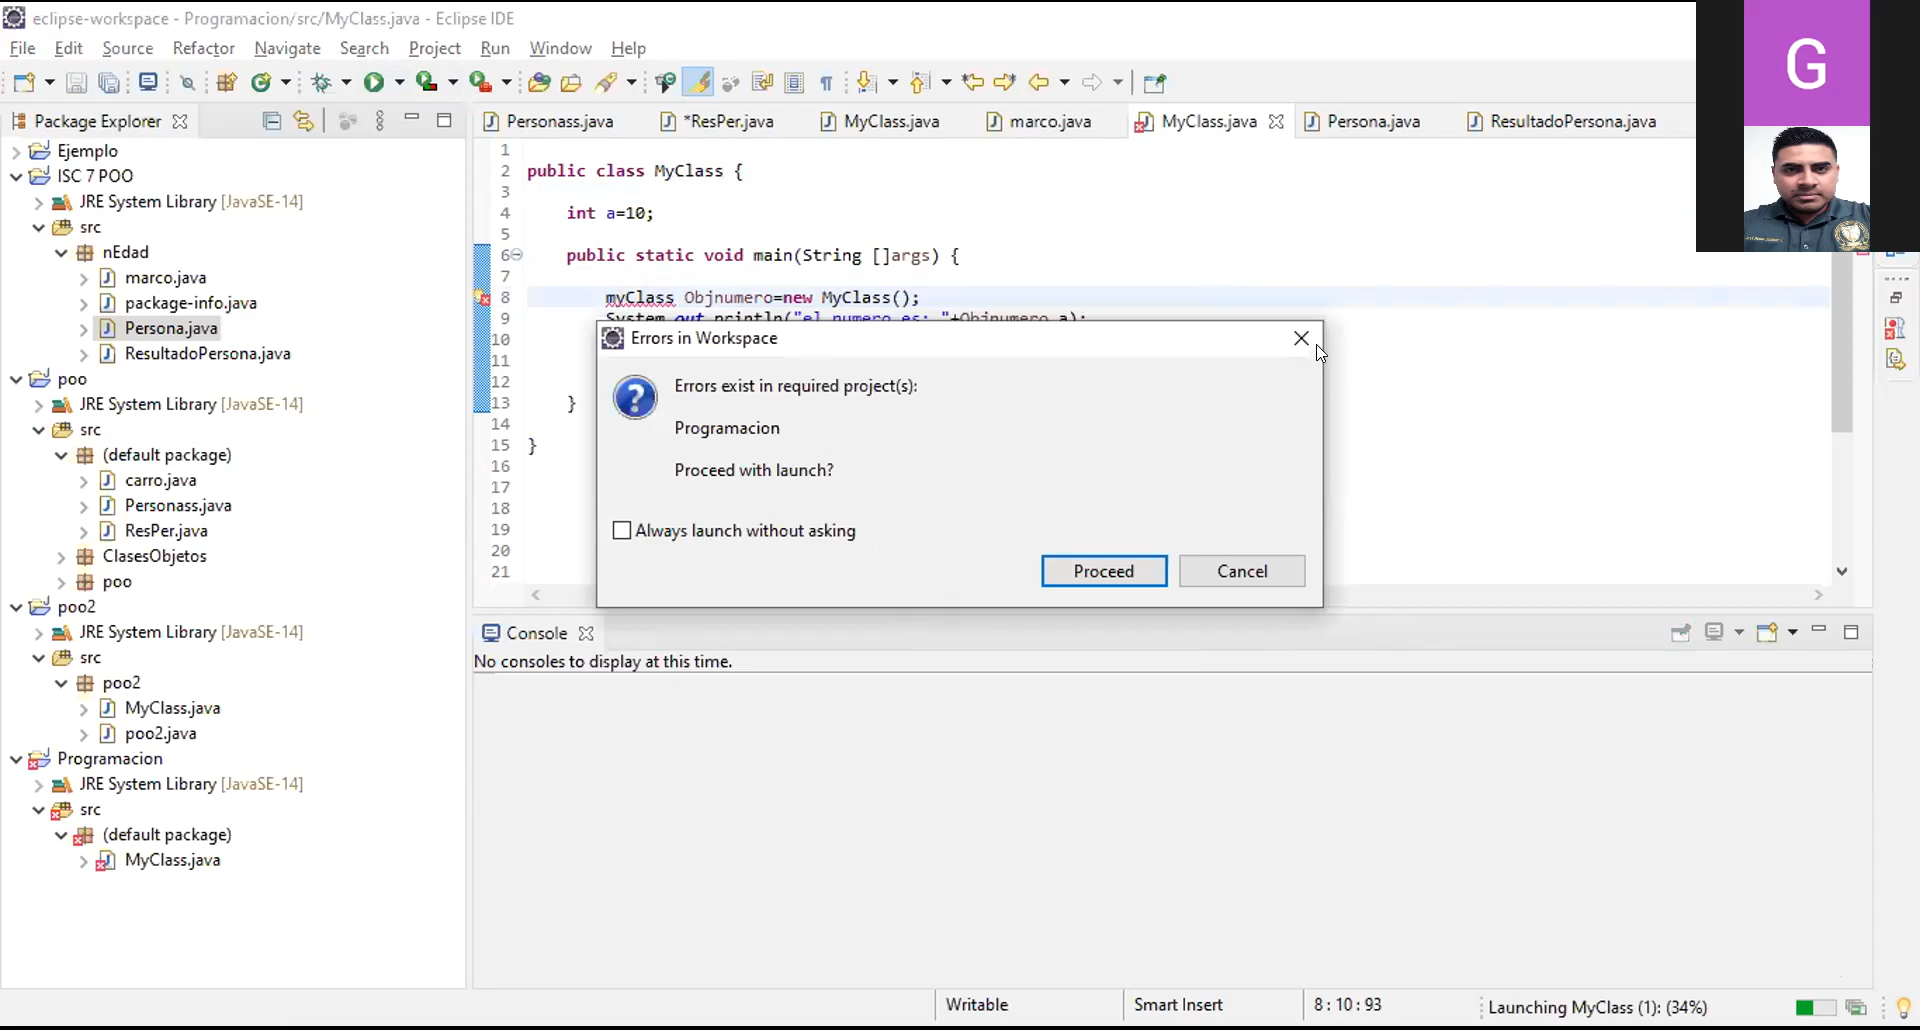 eclipse-workspace - Programacion/src/MyClass.java - Eclipse IDE
File Edit Source Refactor Navigate Search Project Run Window Help
G
Package Explorer
Personass.java *ResPer.java MyClass.java marco.java MyClass.java Persona.java ResultadoPersona.java
Ejemplo
ISC 7 POO
JRE System Library [JavaSE-14]
src
nEdad
marco.java
package-info.java
Persona.java
ResultadoPersona.java
poo
JRE System Library [JavaSE-14]
src
(default package)
carro.java
Personass.java
ResPer.java
ClasesObjetos
poo
poo2
JRE System Library [JavaSE-14]
src
poo2
MyClass.java
poo2.java
Programacion
JRE System Library [JavaSE-14]
src
(default package)
MyClass.java
1
2 public class MyClass {
3
4 int a=10;
5
6 public static void main(String []args) {
7
8 myClass Objnumero=new MyClass();
9 System.out.println("el numero es: "+Objnumero.a);
10
11
12
13 }
14
15 }
16
17
18
19
20
21
Errors in Workspace
Errors exist in required project(s):
Programacion
Proceed with launch?
Always launch without asking
Proceed Cancel
Console
No consoles to display at this time.
Writable Smart Insert 8 : 10 : 93 Launching MyClass (1): (34%)